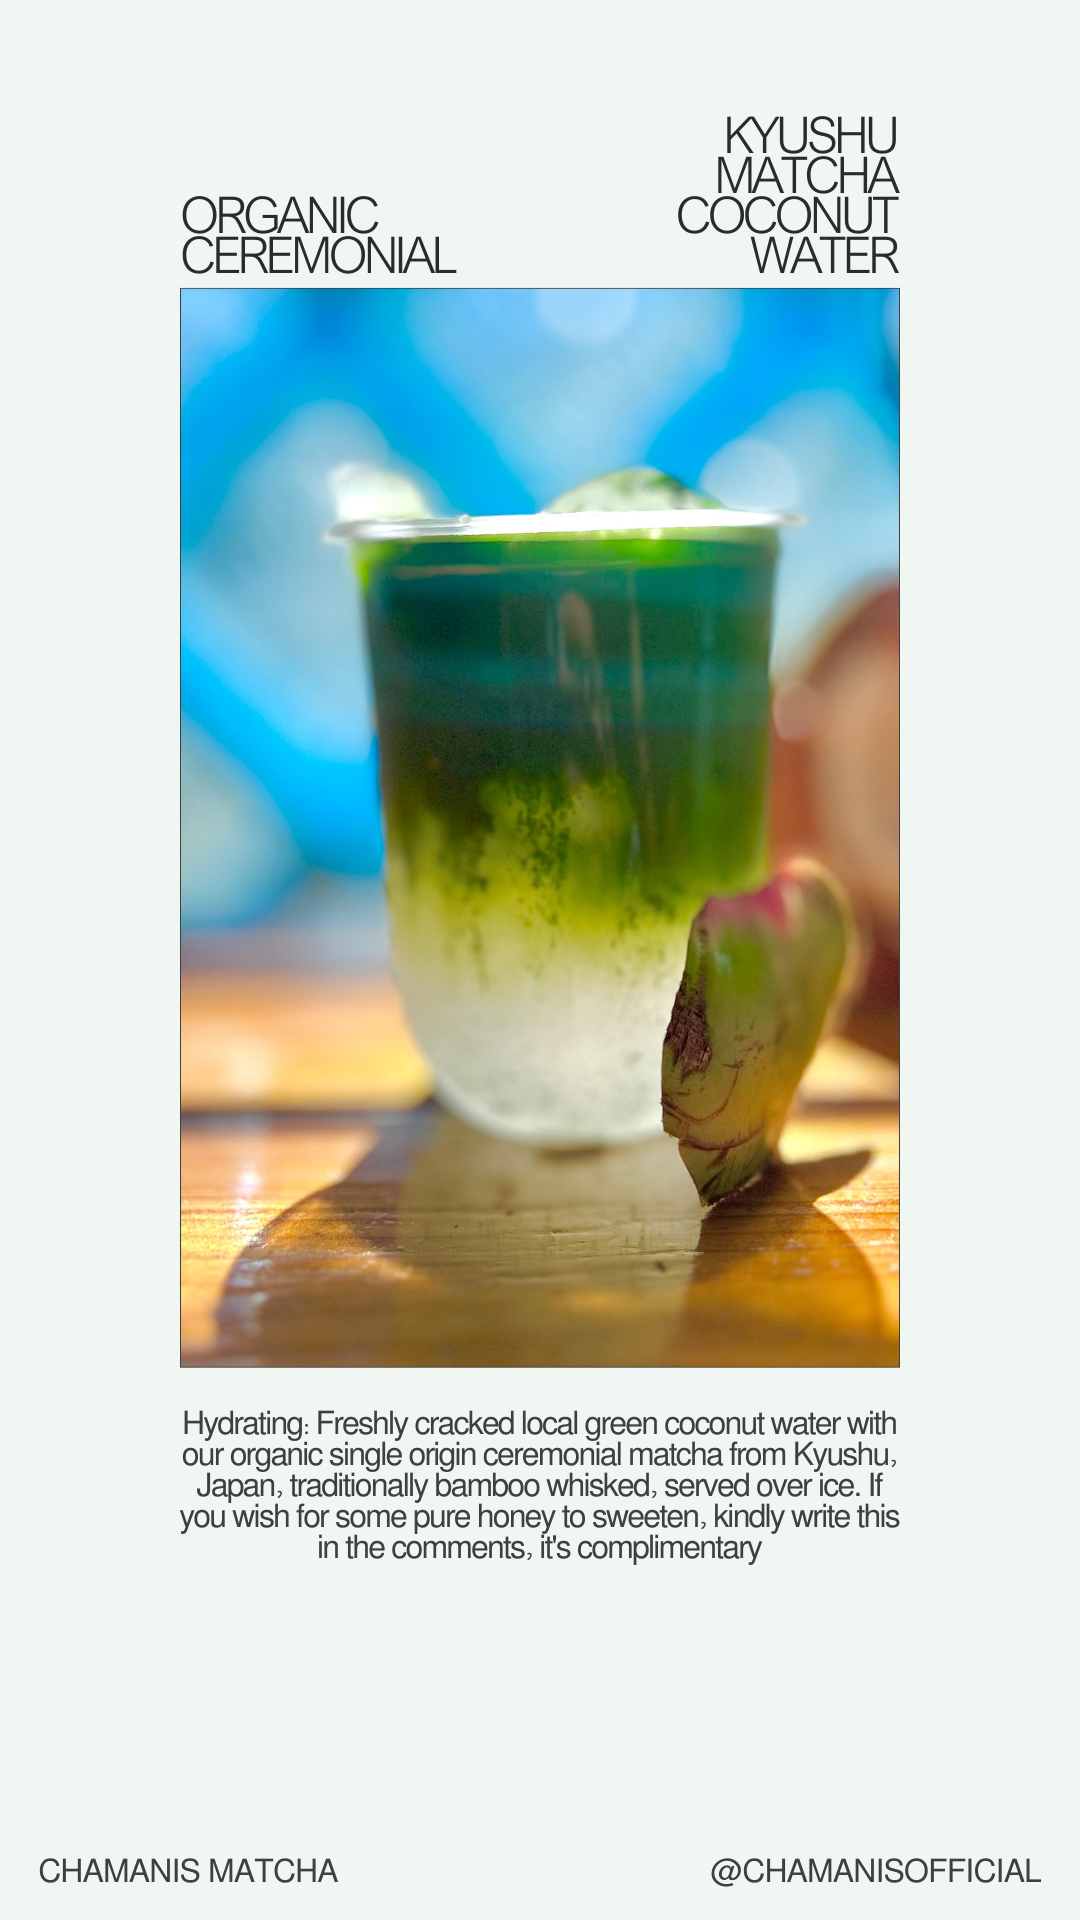 ORGANIC
CEREMONIAL
KYUSHU
MATCHA
COCONUT
WATER
Hydrating: Freshly cracked local green coconut water with
our organic single origin ceremonial matcha from Kyushu,
Japan, traditionally bamboo whisked, served over ice. If
you wish for some pure honey to sweeten, kindly write this
in the comments, it's complimentary
CHAMANIS MATCHA
@CHAMANISOFFICIAL